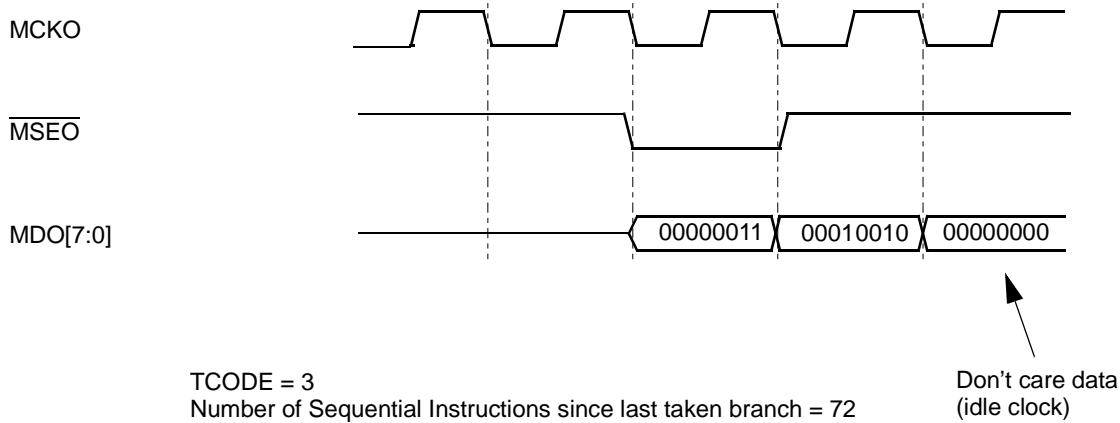 MCKO
MSEO
MDO[7:0]
00000011 00010010 00000000
TCODE = 3
Number of Sequential Instructions since last taken branch = 72
Don't care data
(idle clock)